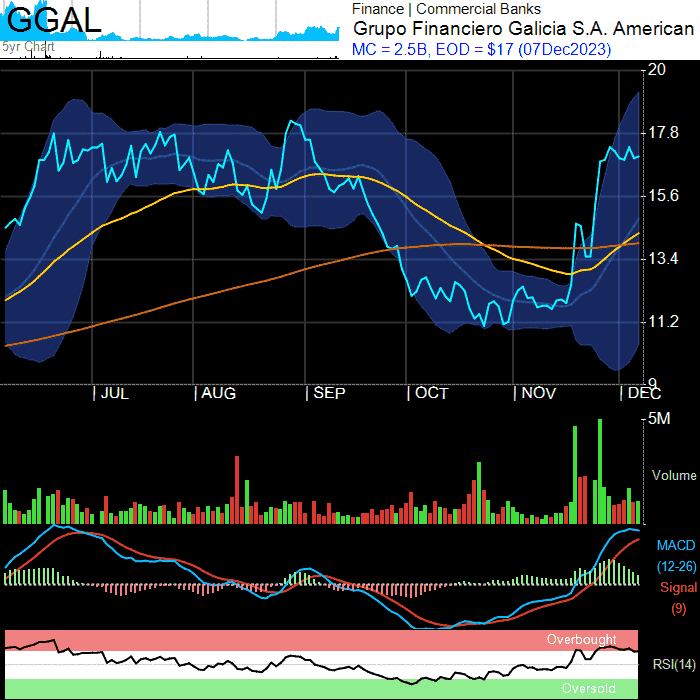 GGAL
5yr Chart
Finance | Commercial Banks
Grupo Financiero Galicia S.A. American
MC = 2.5B, EOD = $17 (07Dec2023)
20
17.8
15.6
13.4
11.2
9
| JUL | AUG | SEP | OCT | NOV | DEC
5M
Volume
MACD
(12-26)
Signal
(9)
Overbought
RSI(14)
Oversold